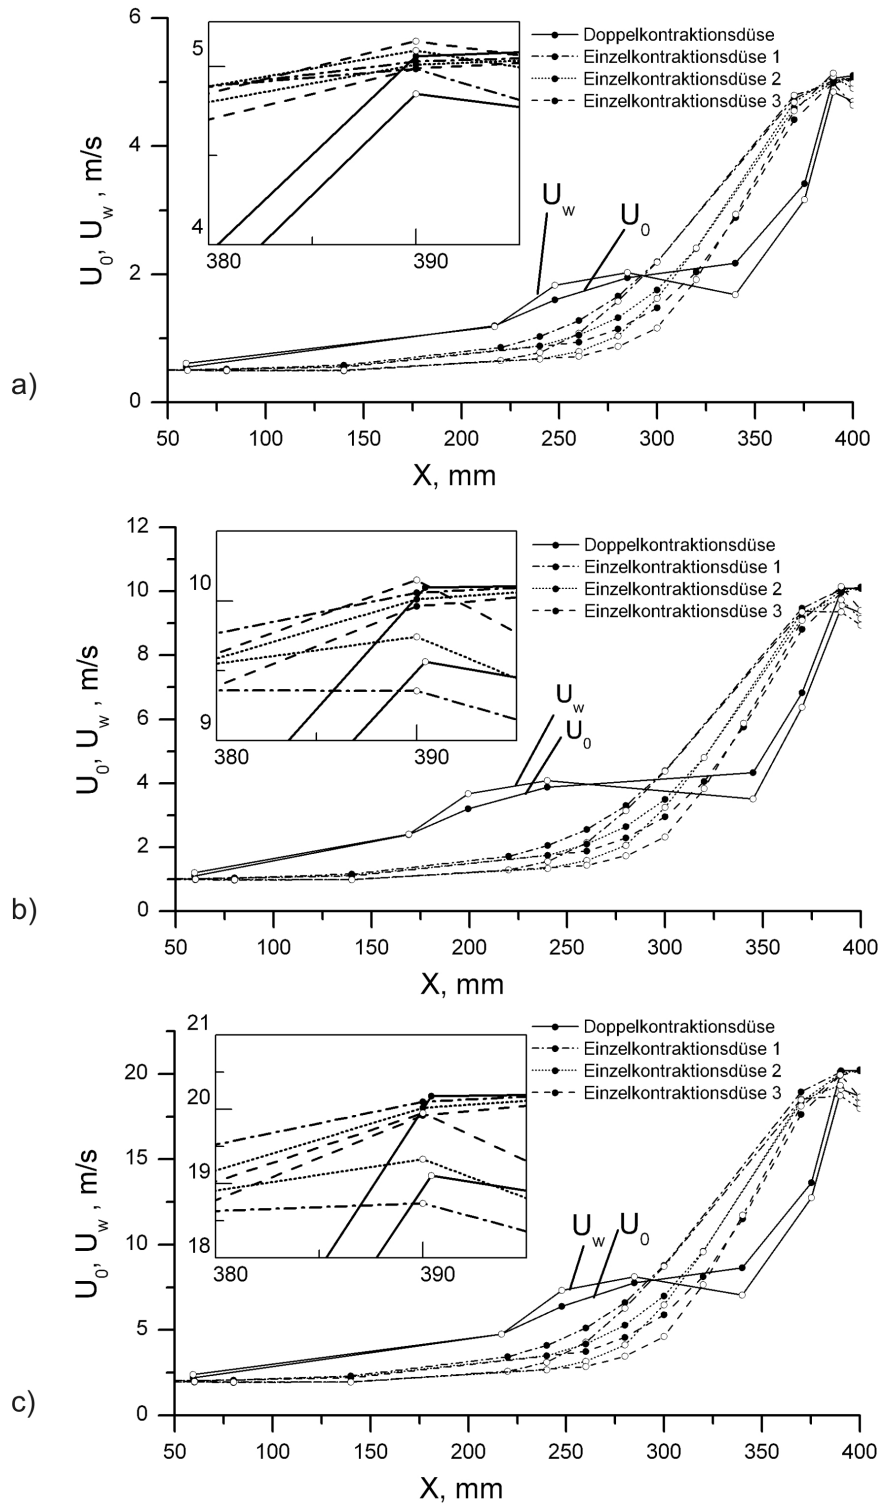 6
4
2
0
5
4
380 390
Doppelkontraktionsdüse
Einzelkontraktionsdüse 1
Einzelkontraktionsdüse 2
Einzelkontraktionsdüse 3
Uw
U0
U0, Uw , m/s
a)
50 100 150 200 250 300 350 400
X, mm
12
10
8
6
4
2
0
10
9
380 390
Doppelkontraktionsdüse
Einzelkontraktionsdüse 1
Einzelkontraktionsdüse 2
Einzelkontraktionsdüse 3
Uw
U0
U0, Uw , m/s
b)
50 100 150 200 250 300 350 400
X, mm
20
15
10
5
0
21
20
19
18
380 390
Doppelkontraktionsdüse
Einzelkontraktionsdüse 1
Einzelkontraktionsdüse 2
Einzelkontraktionsdüse 3
Uw U0
U0, Uw , m/s
c)
50 100 150 200 250 300 350 400
X, mm